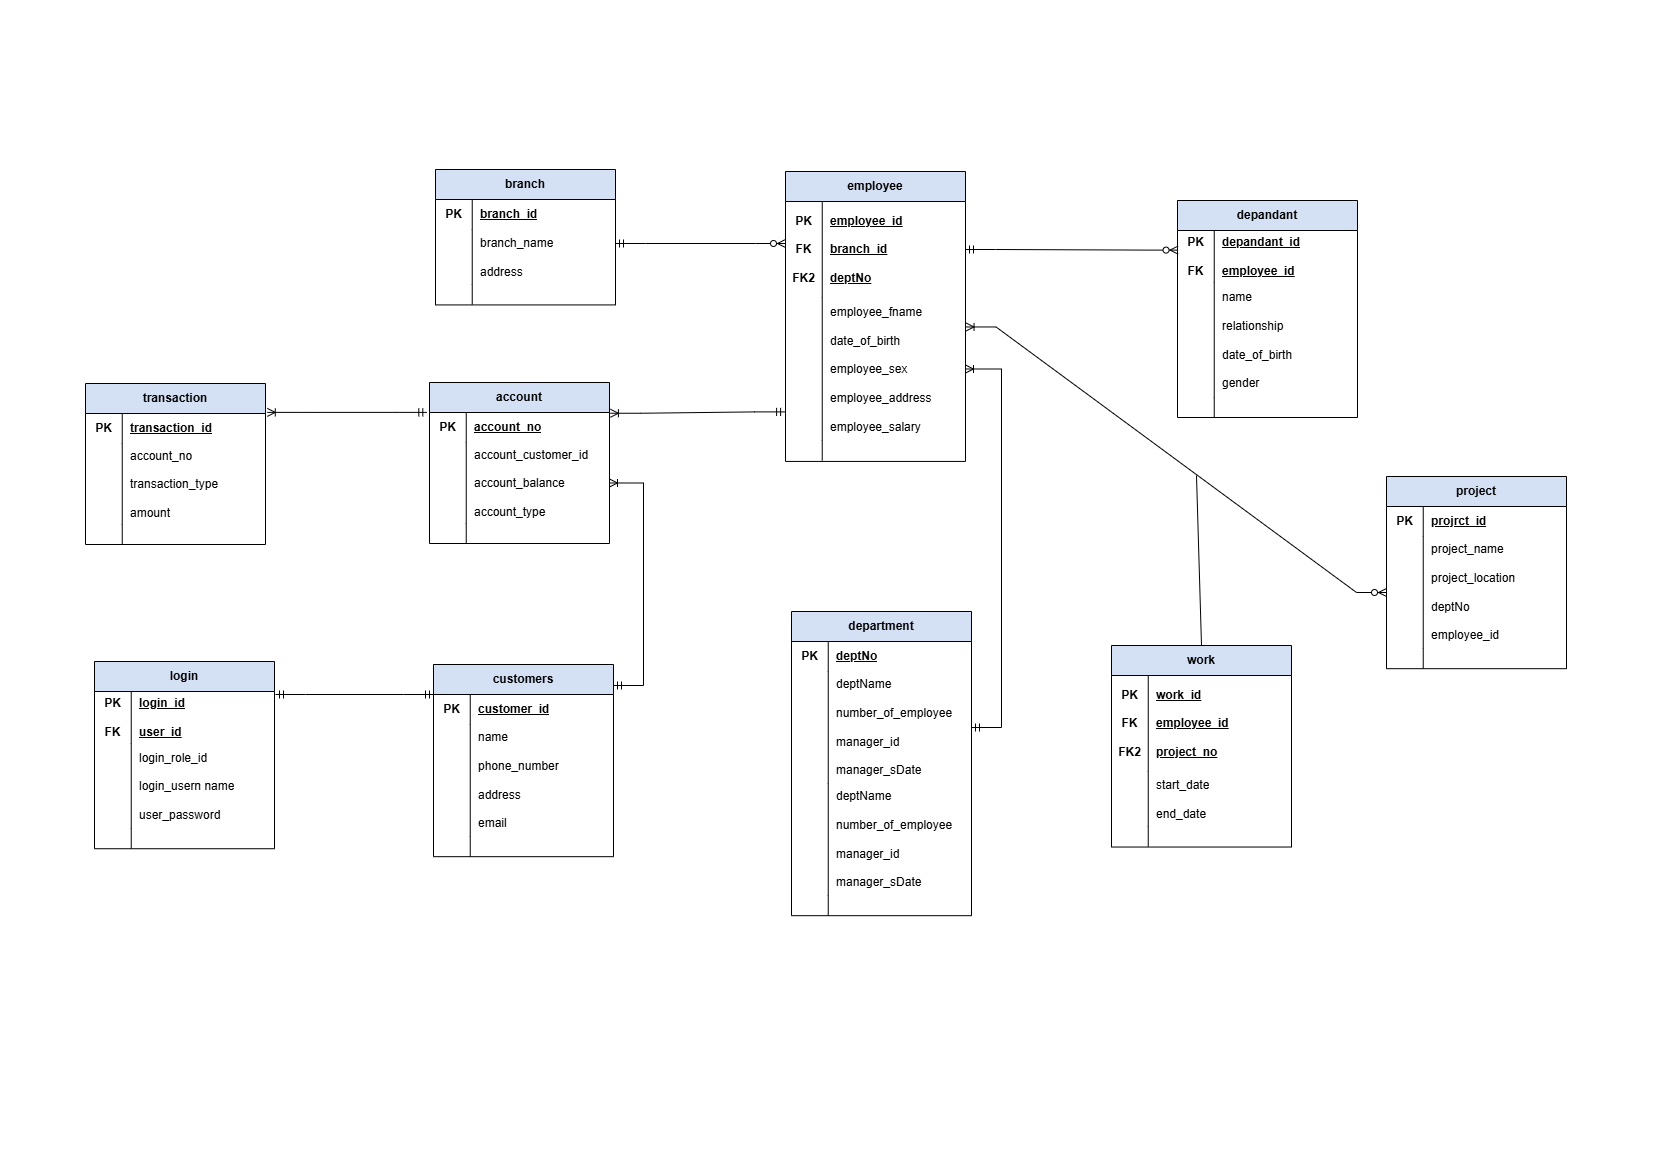 branch
PK branch_id
branch_name
address
employee
PK employee_id
FK branch_id
FK2 deptNo
employee_fname
date_of_birth
employee_sex
employee_address
employee_salary
depandant
PK depandant_id
FK employee_id
name
relationship
date_of_birth
gender
transaction
PK transaction_id
account_no
transaction_type
amount
account
PK account_no
account_customer_id
account_balance
account_type
project
PK projrct_id
project_name
project_location
deptNo
employee_id
login
PK login_id
FK user_id
login_role_id
login_usern name
user_password
customers
PK customer_id
name
phone_number
address
email
department
PK deptNo
deptName
number_of_employee
manager_id
manager_sDate
deptName
number_of_employee
manager_id
manager_sDate
work
PK work_id
FK employee_id
FK2 project_no
start_date
end_date